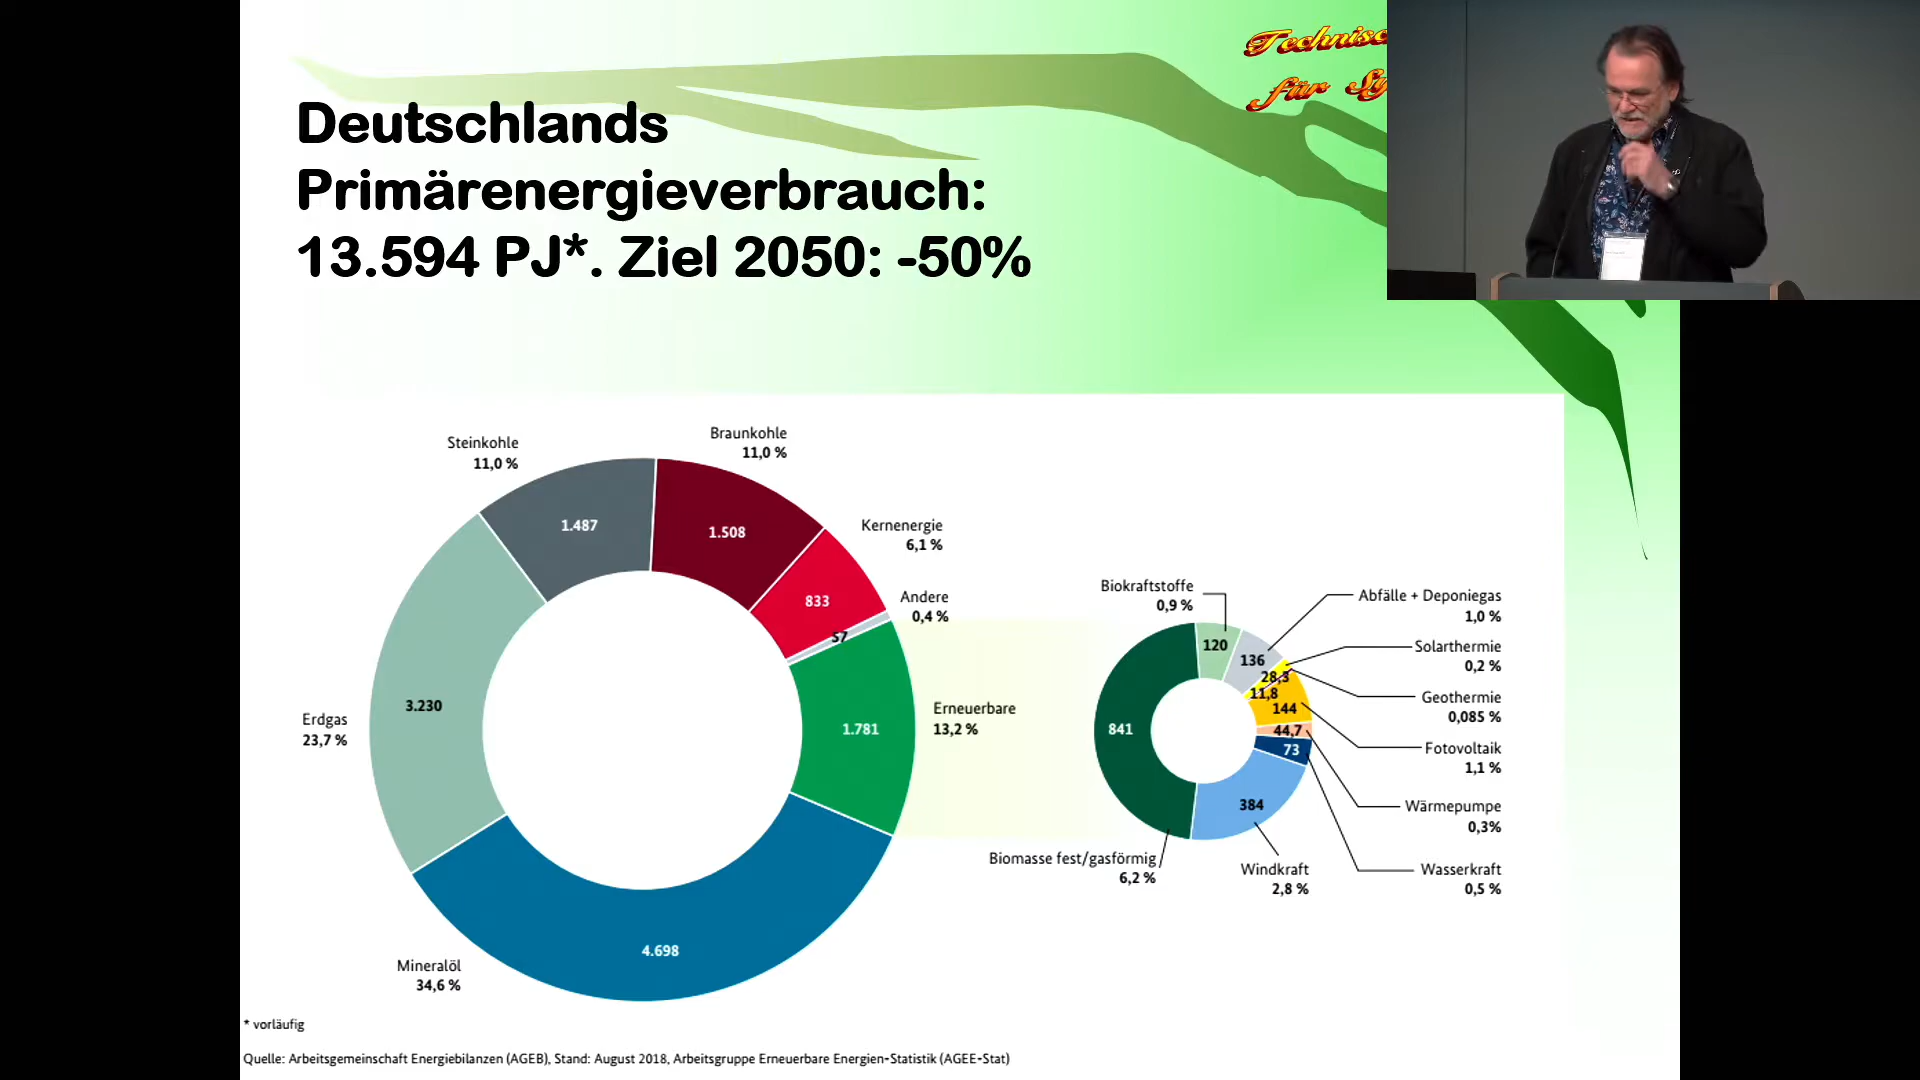 Deutschlands
Primärenergieverbrauch:
13.594 PJ*. Ziel 2050: -50%
für
Steinkohle
11,0 %
Braunkohle
11,0 %
Kernenergie
6,1 %
Andere
0,4 %
Erneuerbare
13,2 %
Mineralöl
34,6 %
Erdgas
23,7 %
1.487
1.508
833
57
1.781
4.698
3.230
Biokraftstoffe
0,9 %
Abfälle + Deponiegas
1,0 %
Solarthermie
0,2 %
Geothermie
0,085 %
Fotovoltaik
1,1 %
Wärmepumpe
0,3%
Wasserkraft
0,5 %
Windkraft
2,8 %
Biomasse fest/gasförmig
6,2 %
120
136
28,3
11,8
144
44,7
73
384
841
* vorläufig
Quelle: Arbeitsgemeinschaft Energiebilanzen (AGEB), Stand: August 2018, Arbeitsgruppe Erneuerbare Energien-Statistik (AGEE-Stat)